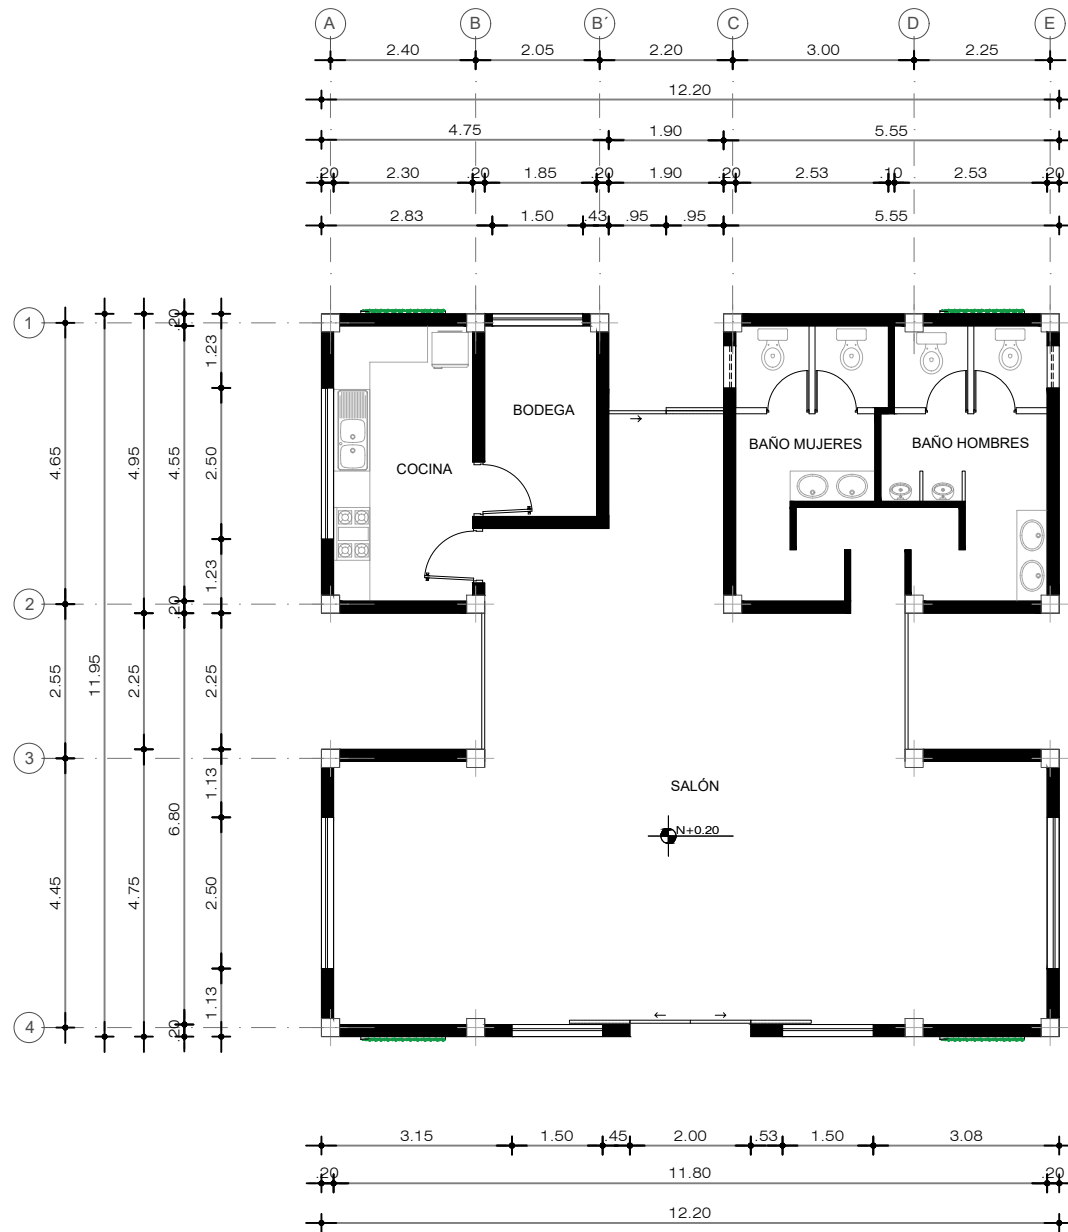 A B B´ C D E
2.40 2.05 2.20 3.00 2.25
12.20
4.75 1.90 5.55
.20 2.30 .20 1.85 .20 1.90 .20 2.53 .10 2.53 .20
2.83 1.50 .43 .95 .95 5.55
1
2
3
4
4.65 2.55 4.45
11.95
4.95 2.25 4.75
.20 4.55 .20 6.80 .20
1.23 2.50 1.23 2.25 1.13 2.50 1.13
BODEGA
COCINA
BAÑO MUJERES
BAÑO HOMBRES
SALÓN
N+0.20
3.15 1.50 .45 2.00 .53 1.50 3.08
.20 11.80 .20
12.20